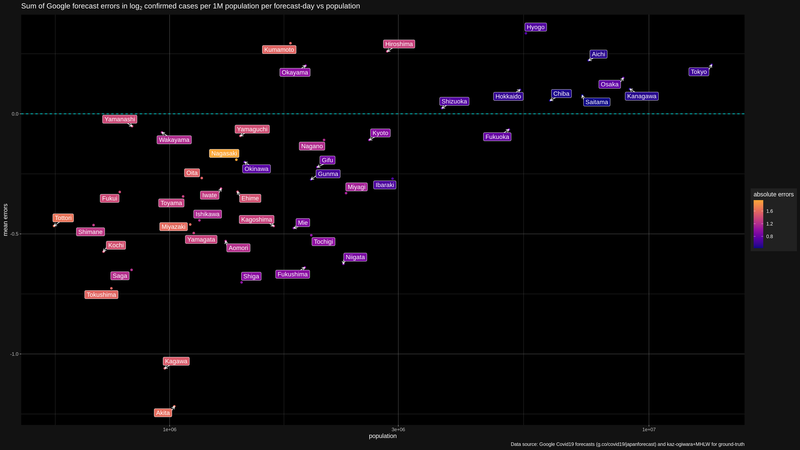 Sum of Google forecast errors in log₂ confirmed cases per 1M population per forecast-day vs population
Hyogo
Hiroshima
Kumamoto
Aichi
Okayama
Tokyo
Osaka
Chiba
Hokkaido
Kanagawa
Shizuoka
Saitama
0.0
Yamanashi
Yamaguchi
Kyoto
Fukuoka
Wakayama
Nagano
Nagasaki
Gifu
Okinawa
Oita
Gunma
absolute errors
Miyagi
Ibaraki
Fukui
Iwate
Ehime
Toyama
1.6
Ishikawa
Tottori
Kagoshima
1.2
mean errors
Miyazaki
Mie
Shimane
0.8
-0.5
Yamagata
Tochigi
Kochi
Aomori
Niigata
Saga
Shiga
Fukushima
Tokushima
-1.0
Kagawa
Akita
1e+06
3e+06
1e+07
population
Data source: Google Covid19 forecasts (g.co/covid19/japanforecast) and kaz-ogiwara+MHLW for ground-truth